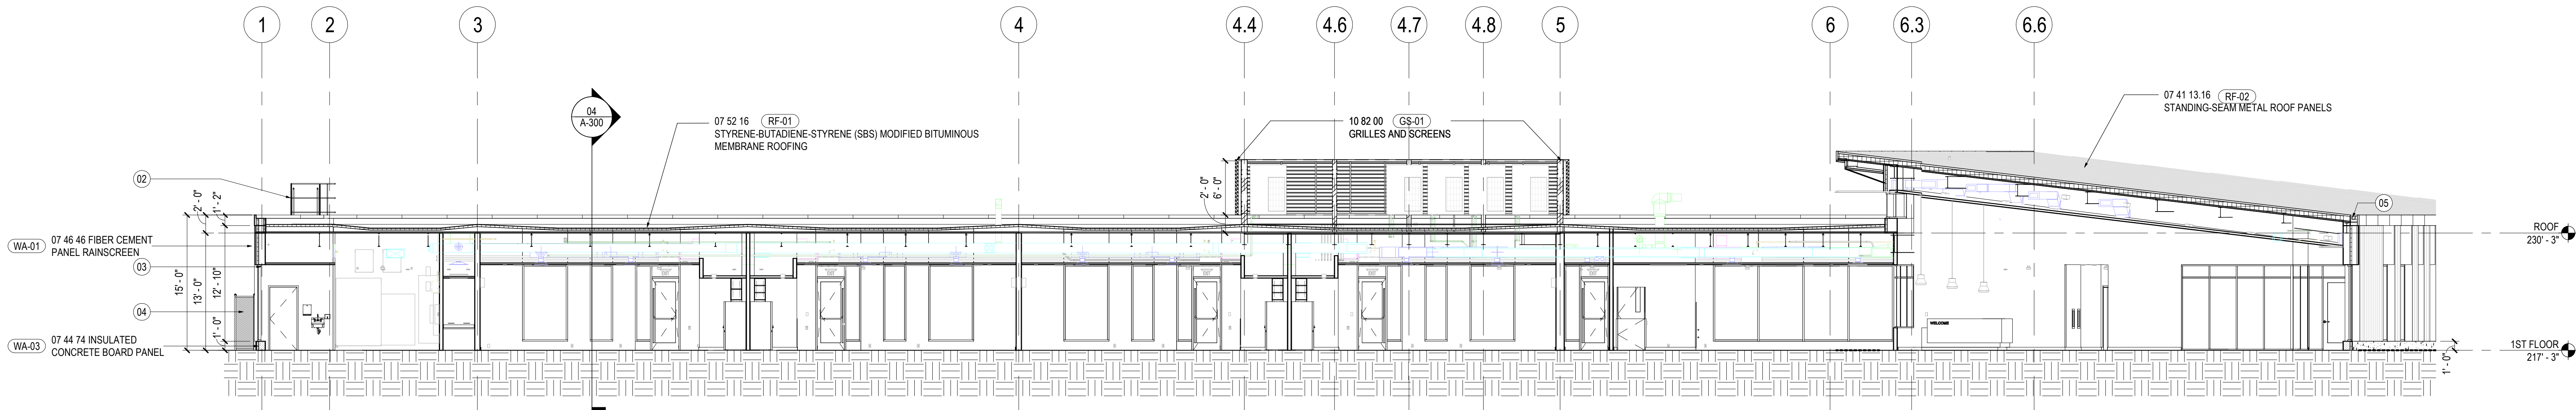 1
2
3
4
4.4
4.6
4.7
4.8
5
6
6.3
6.6
04
A-300
07 52 16 RF-01
STYRENE-BUTADIENE-STYRENE (SBS) MODIFIED BITUMINOUS
MEMBRANE ROOFING
10 82 00 GS-01
GRILLES AND SCREENS
07 41 13.16 RF-02
STANDING-SEAM METAL ROOF PANELS
02
2' - 0"
1' - 2"
2' - 0"
6' - 0"
05
WA-01 07 46 46 FIBER CEMENT
PANEL RAINSCREEN
03
04
15' - 0"
13' - 0"
12' - 10"
1' - 0"
WA-03 07 44 74 INSULATED
CONCRETE BOARD PANEL
WELCOME
ROOF
230' - 3"
1ST FLOOR
217' - 3"
1' - 0"